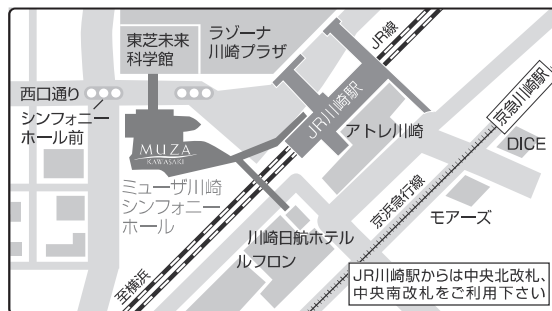 東芝未来
科学館
ラゾーナ
川崎プラザ
JR線
西口通り
シンフォニー
ホール前
MUZA
KAWASAKI
ミューザ川崎
シンフォニー
ホール
JR川崎駅
アトレ川崎
京急川崎駅
DICE
京浜急行線
モアーズ
川崎日航ホテル
ルフロン
至横浜
JR川崎駅からは中央北改札、
中央南改札をご利用下さい